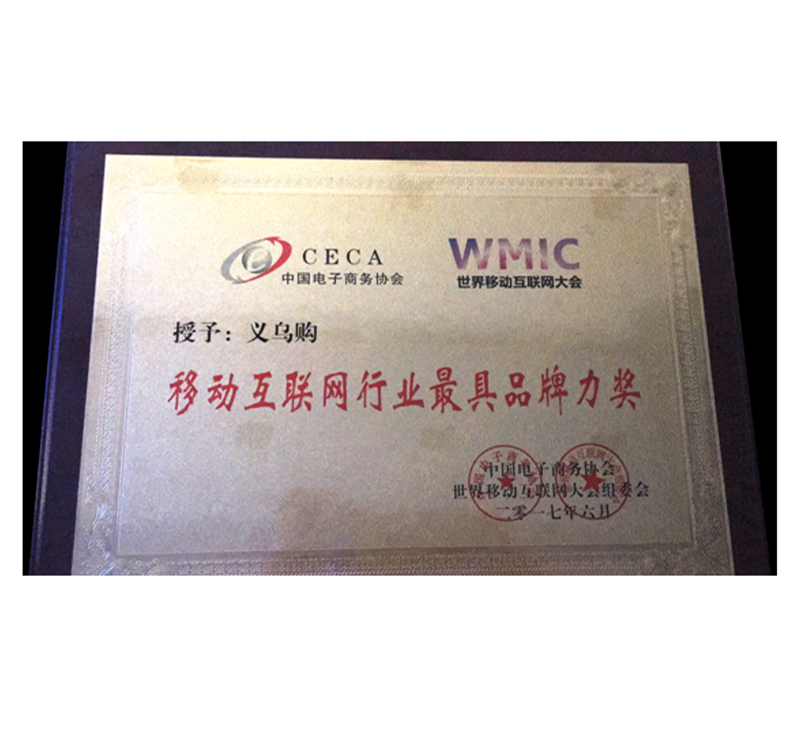 CECA
中国电子商务协会
WMIC
世界移动互联网大会
授予：义乌购
移动互联网行业最具品牌力奖
中国电子商务协会
世界移动互联网大会组委会
二零一七年六月